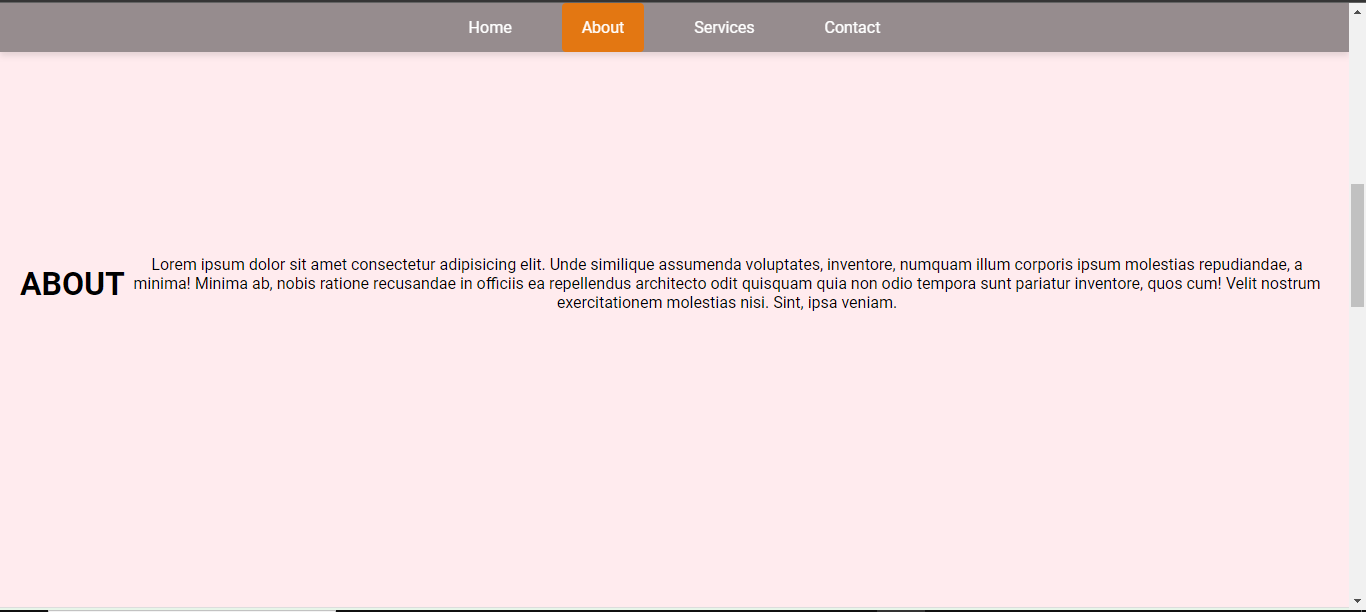 Home About Services Contact
Lorem ipsum dolor sit amet consectetur adipisicing elit. Unde similique assumenda voluptates, inventore, numquam illum corporis ipsum molestias repudiandae, a
ABOUT minima! Minima ab, nobis ratione recusandae in officiis ea repellendus architecto odit quisquam quia non odio tempora sunt pariatur inventore, quos cum! Velit nostrum
exercitationem molestias nisi. Sint, ipsa veniam.